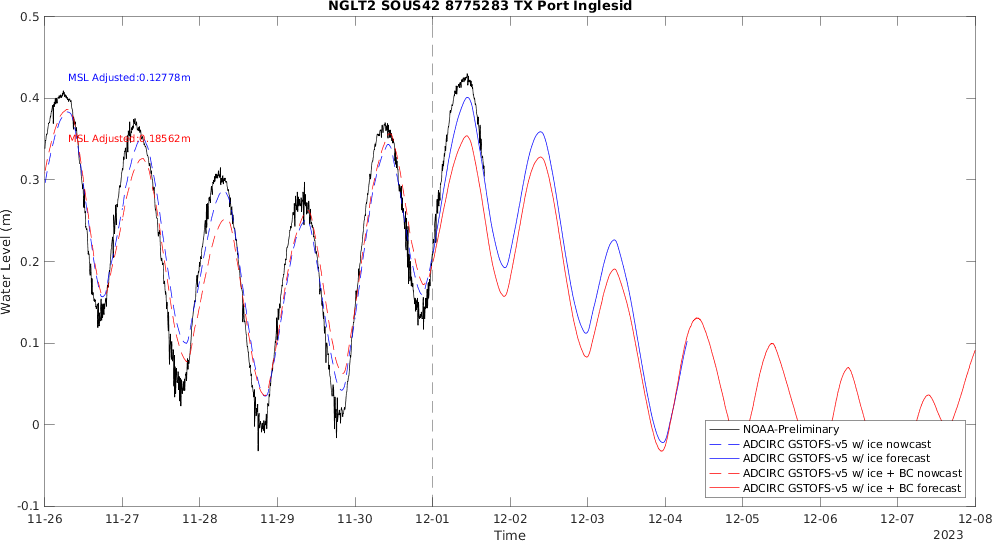 NGLT2 SOUS42 8775283 TX Port Inglesid
0.5
0.4
0.3
0.2
0.1
0
-0.1
Water Level (m)
MSL Adjusted:0.12778m
MSL Adjusted:0.18562m
NOAA-Preliminary
ADCIRC GSTOFS-v5 w/ ice nowcast
ADCIRC GSTOFS-v5 w/ ice forecast
ADCIRC GSTOFS-v5 w/ ice + BC nowcast
ADCIRC GSTOFS-v5 w/ ice + BC forecast
11-26 11-27 11-28 11-29 11-30 12-01 12-02 12-03 12-04 12-05 12-06 12-07 12-08
Time
2023